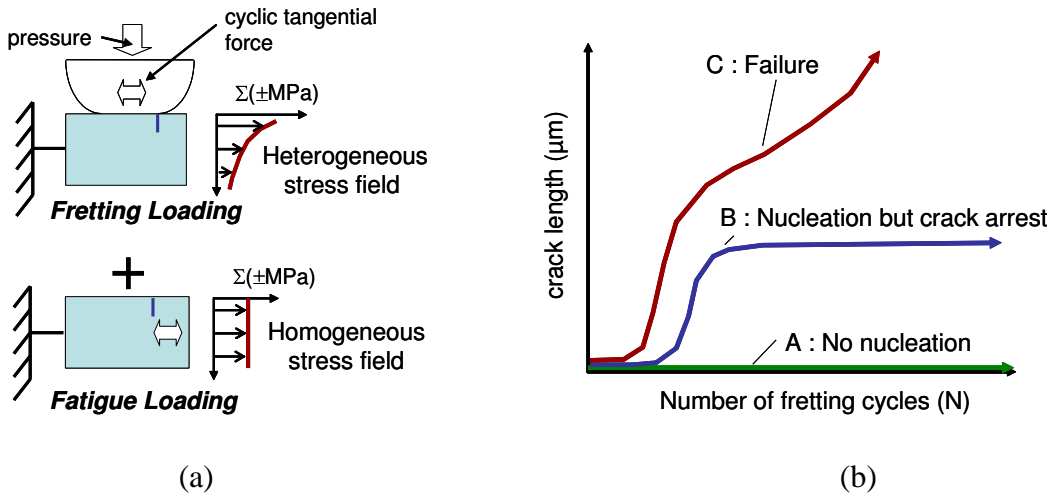 pressure
cyclic tangential
force
Σ(±MPa)
Heterogeneous
stress field
Fretting Loading
+
Σ(±MPa)
Homogeneous
stress field
Fatigue Loading
(a)
crack length (µm)
C : Failure
B : Nucleation but crack arrest
A : No nucleation
Number of fretting cycles (N)
(b)